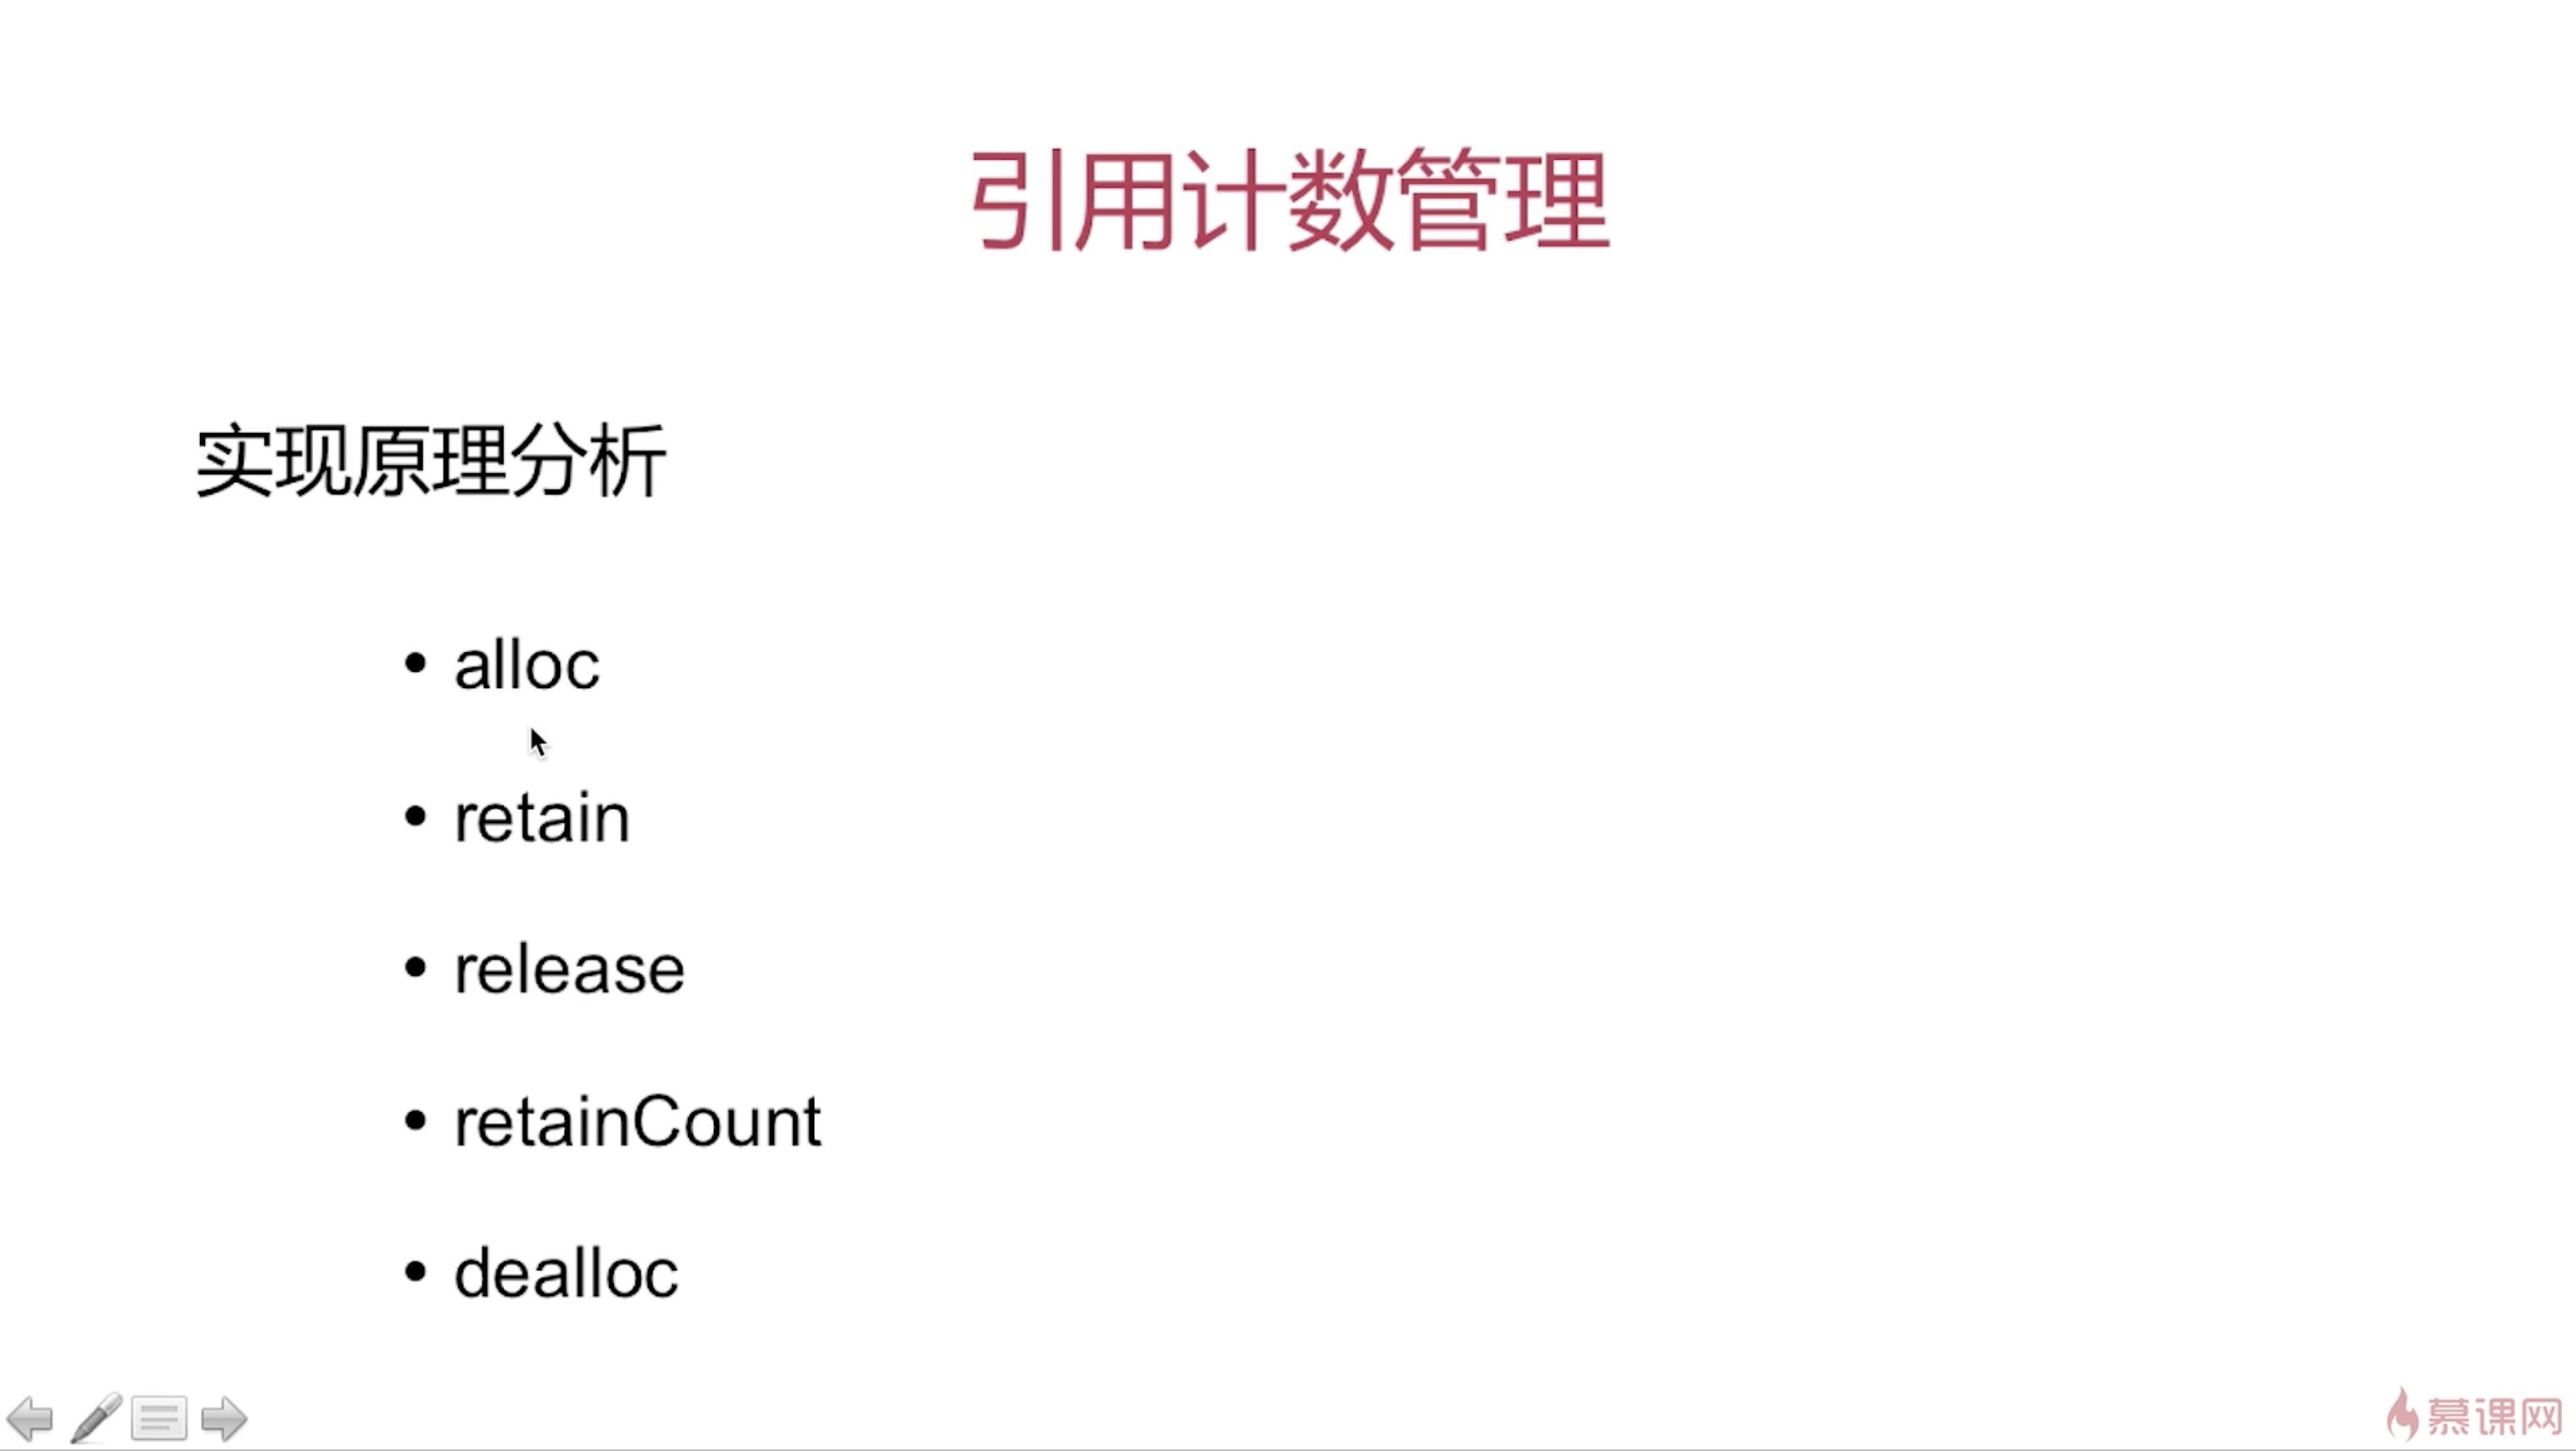 引用计数管理
实现原理分析
• alloc
• retain
• release
• retainCount
• dealloc
慕课网